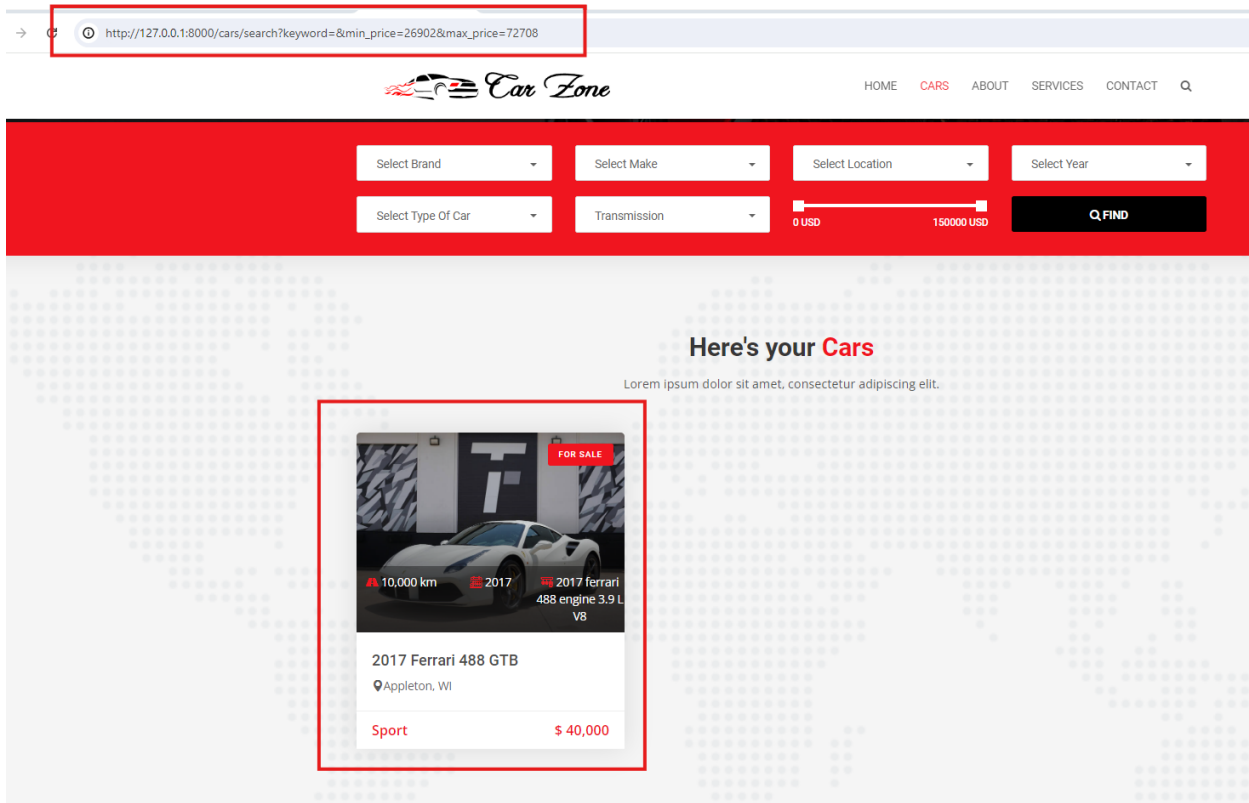 http://127.0.0.1:8000/cars/search?keyword=&min_price=26902&max_price=72708
Car Zone
HOME CARS ABOUT SERVICES CONTACT
Select Brand Select Make Select Location Select Year
Select Type Of Car Transmission FIND
0 USD 150000 USD
Here's your Cars
Lorem ipsum dolor sit amet, consectetur adipiscing elit.
FOR SALE
10,000 km 2017 2017 ferrari
488 engine 3.9 L
V8
2017 Ferrari 488 GTB
Appleton, WI
Sport $ 40,000